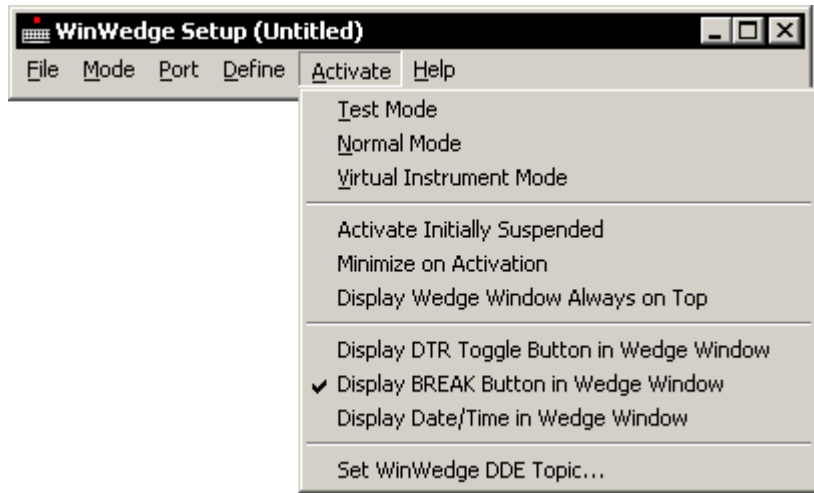 WinWedge Setup (Untitled)
File Mode Port Define Activate Help
Test Mode
Normal Mode
Virtual Instrument Mode
Activate Initially Suspended
Minimize on Activation
Display Wedge Window Always on Top
Display DTR Toggle Button in Wedge Window
Display BREAK Button in Wedge Window
Display Date/Time in Wedge Window
Set WinWedge DDE Topic...